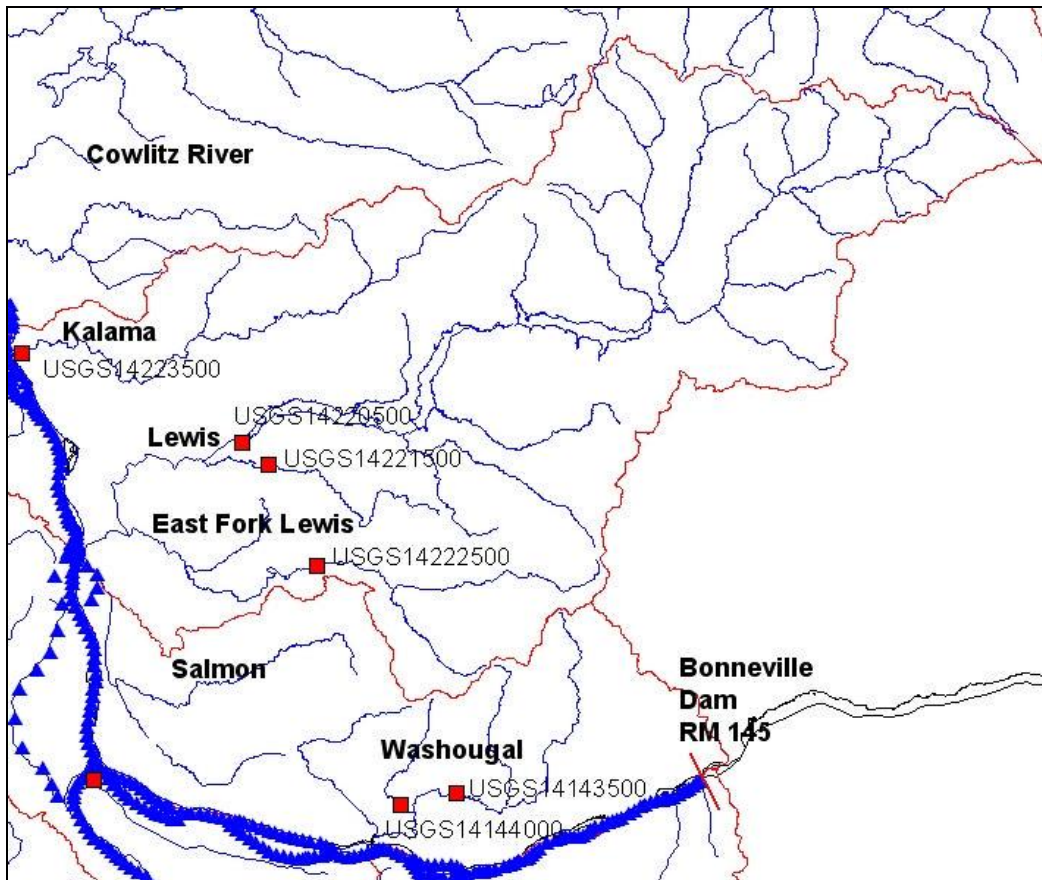 Cowlitz River
Kalama
USGS14223500
USGS14220500
Lewis
USGS14221500
East Fork Lewis
USGS14222500
Salmon
Bonneville
Dam
RM 145
Washougal
USGS14143500
USGS14144000